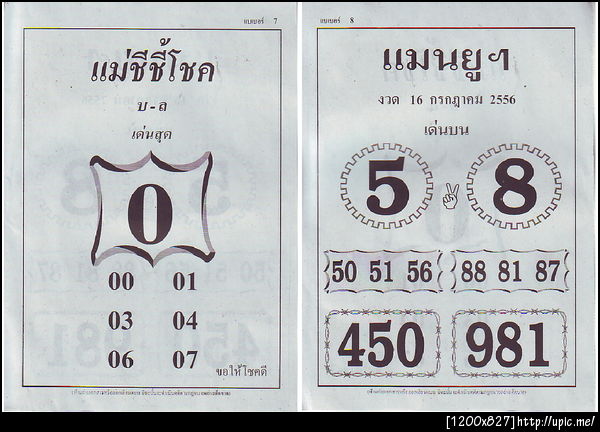 แบเบอร์ 7
แม่ชีชี้โชค
บ-ล
เด่นสุด
0
00 01
03 04
06 07
ขอให้โชคดี
แบเบอร์ 8
แมนยูฯ
งวด 16 กรกฎาคม 2556
เด่นบน
5 8
50 51 56 88 81 87
450 981
[1200x827]http://upic.me/